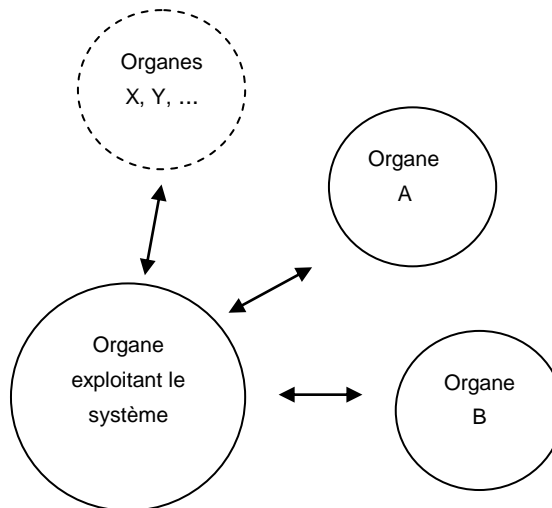 Organes
X, Y, ...
Organe
A
Organe
exploitant le
système
Organe
B